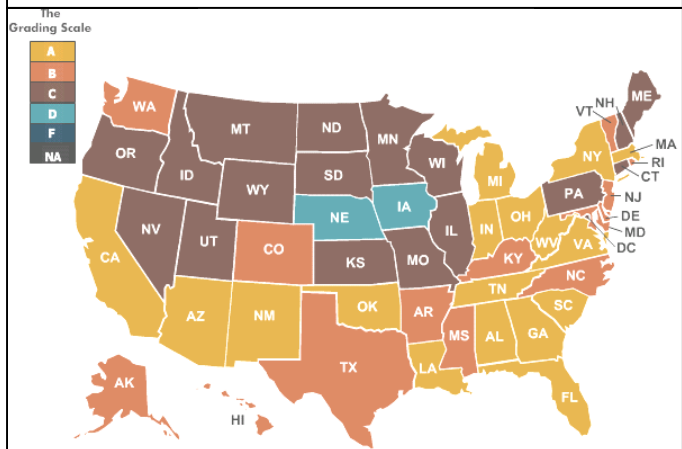 The
Grading Scale
A
B
C
D
F
NA
WA
MT
ND
MN
ME
NH
VT
OR
ID
WY
SD
WI
MI
NY
MA
RI
CT
NE
IA
PA
NJ
NV
UT
CO
KS
MO
IL
IN
OH
WV
VA
DE
MD
DC
CA
KY
NC
AZ
NM
OK
AR
TN
SC
TX
LA
MS
AL
GA
FL
AK
HI